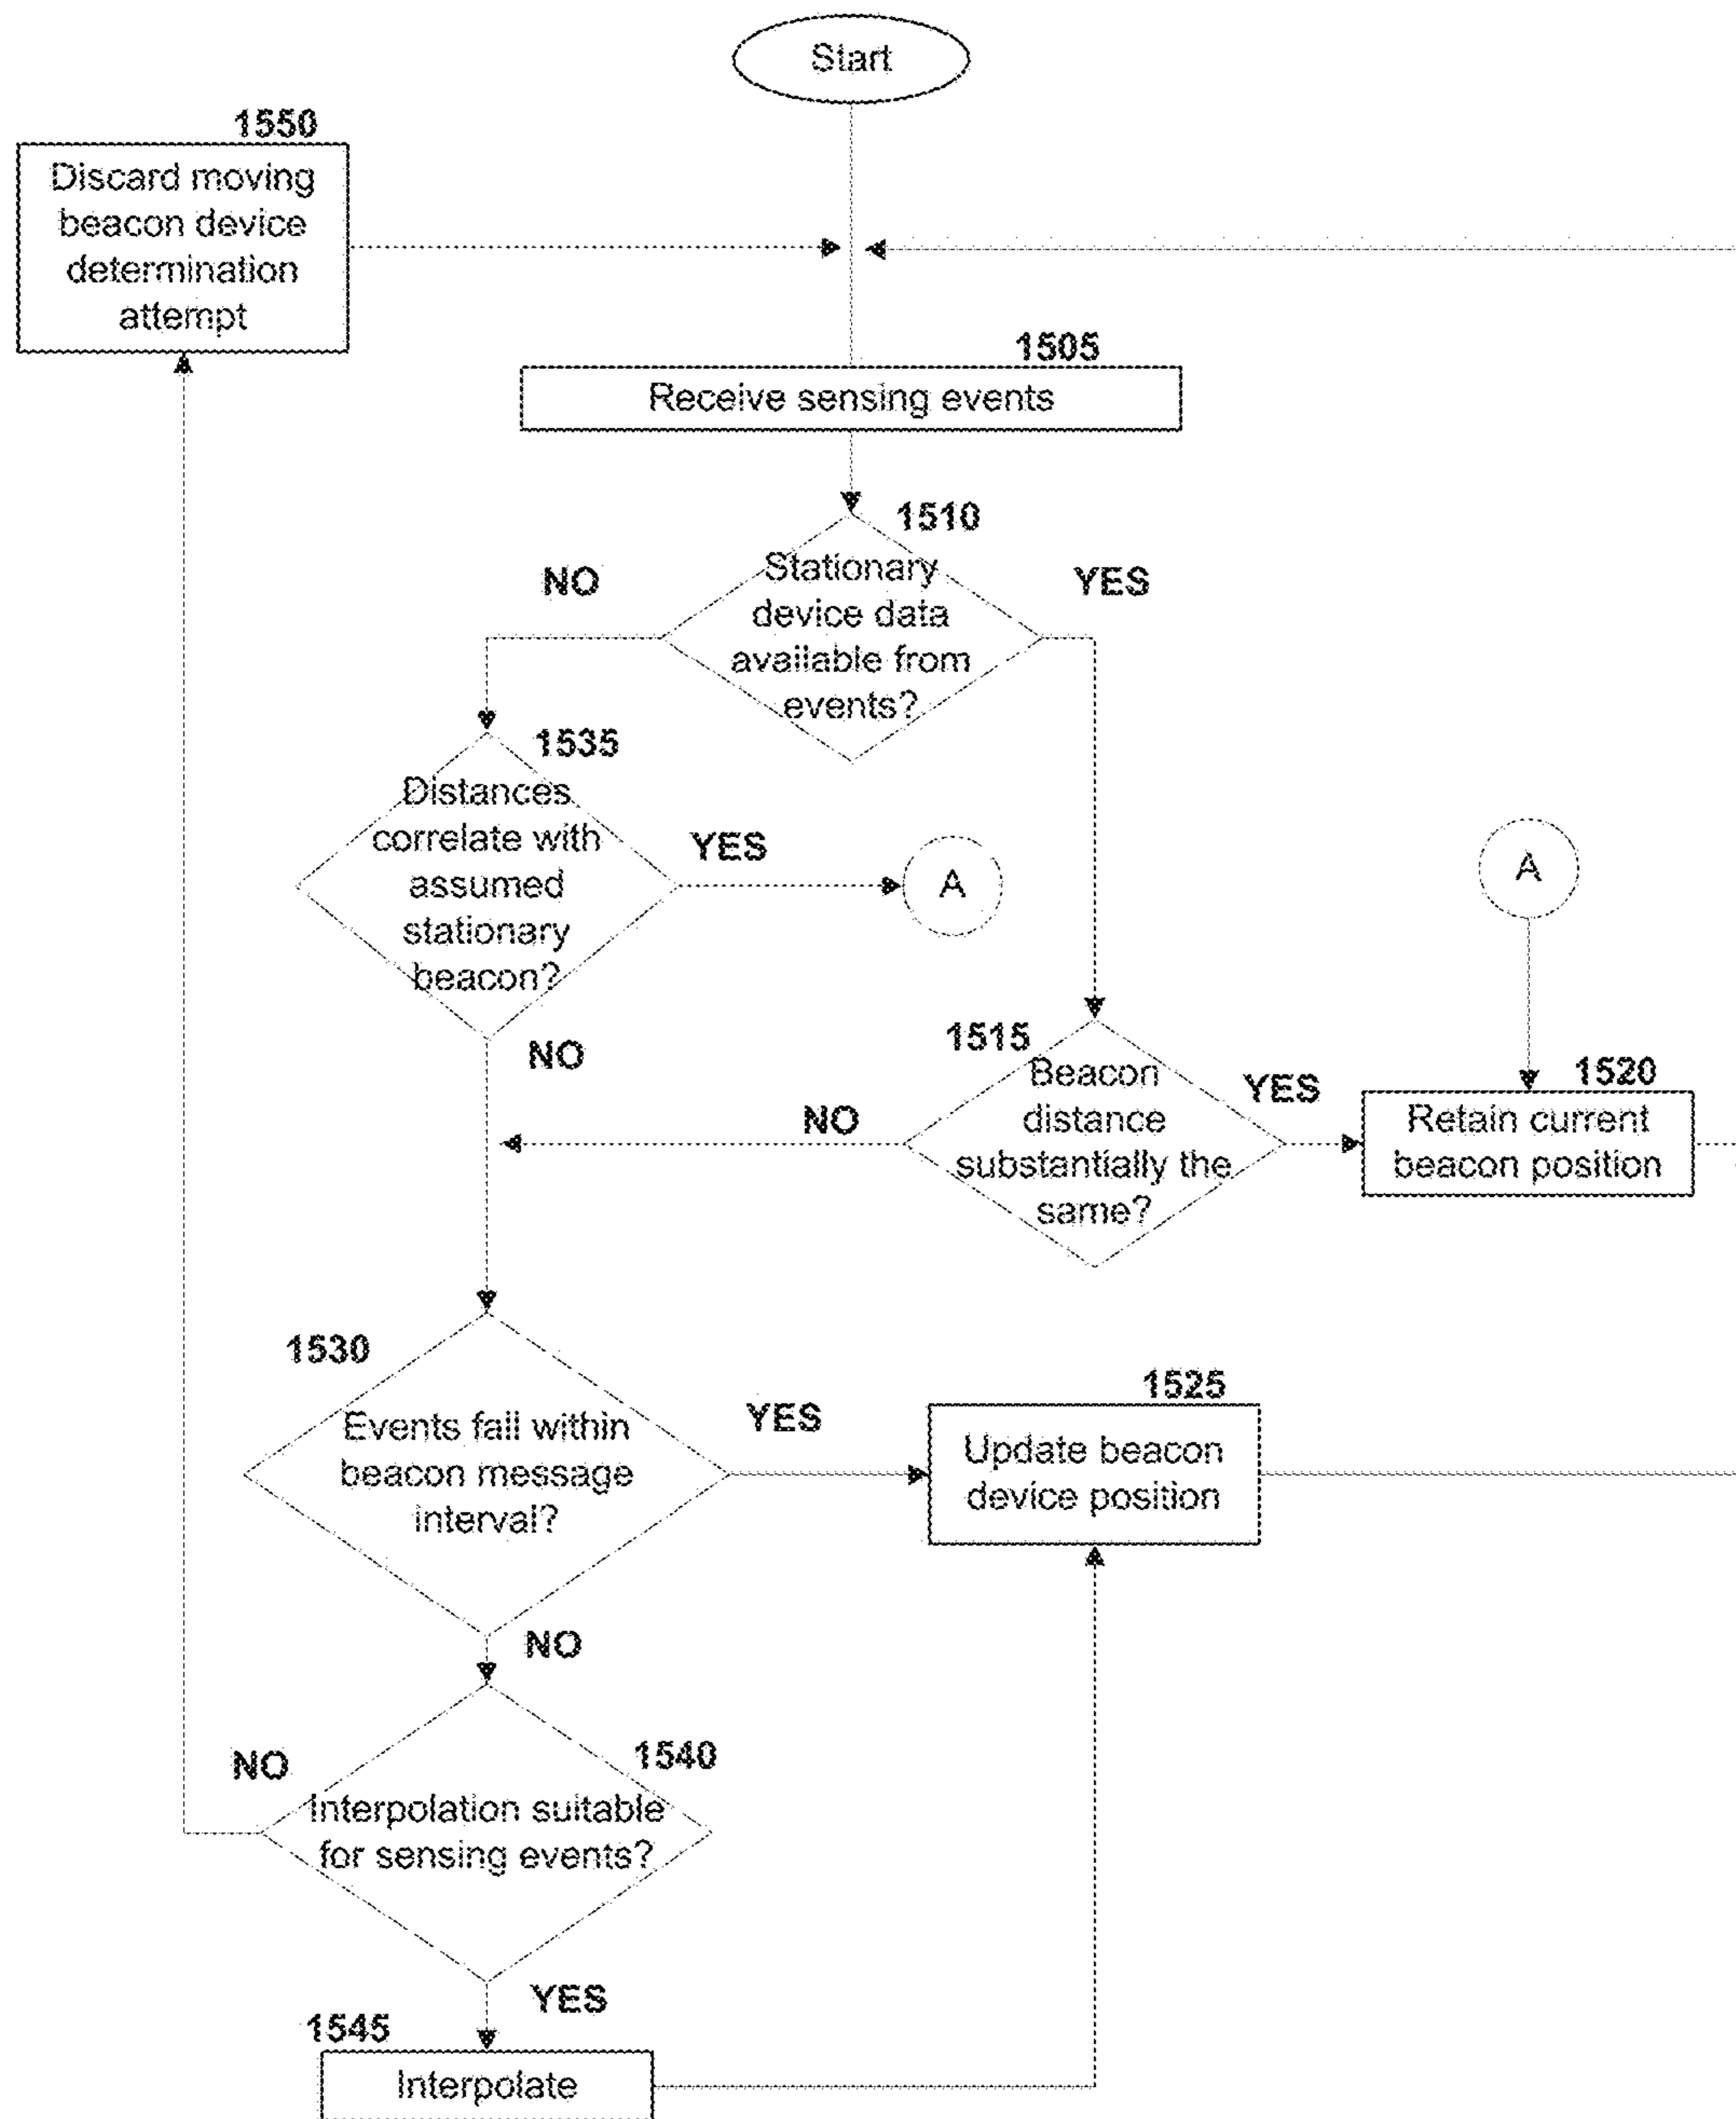 Start
1550
Discard moving
beacon device
determination
attempt
1505
Receive sensing events
1510
NO
YES
Stationary
device data
available from
events?
1535
Distances
correlate with
assumed
stationary
beacon?
YES
A
A
NO
1515
Beacon
distance
substantially the
same?
NO
YES
1520
Retain current
beacon position
1530
Events fall within
beacon message
interval?
YES
1525
Update beacon
device position
NO
1540
NO
Interpolation suitable
for sensing events?
YES
1545
Interpolate